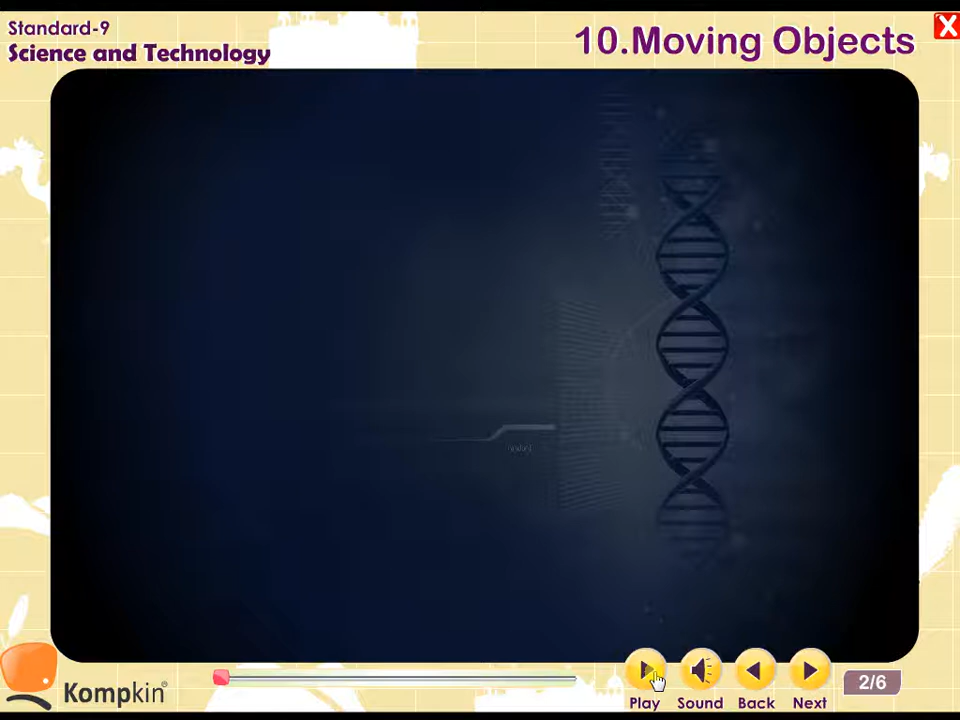 Standard-9
Science and Technology
10.Moving Objects
X
Kompkin®
Play
Sound
Back
Next
2/6